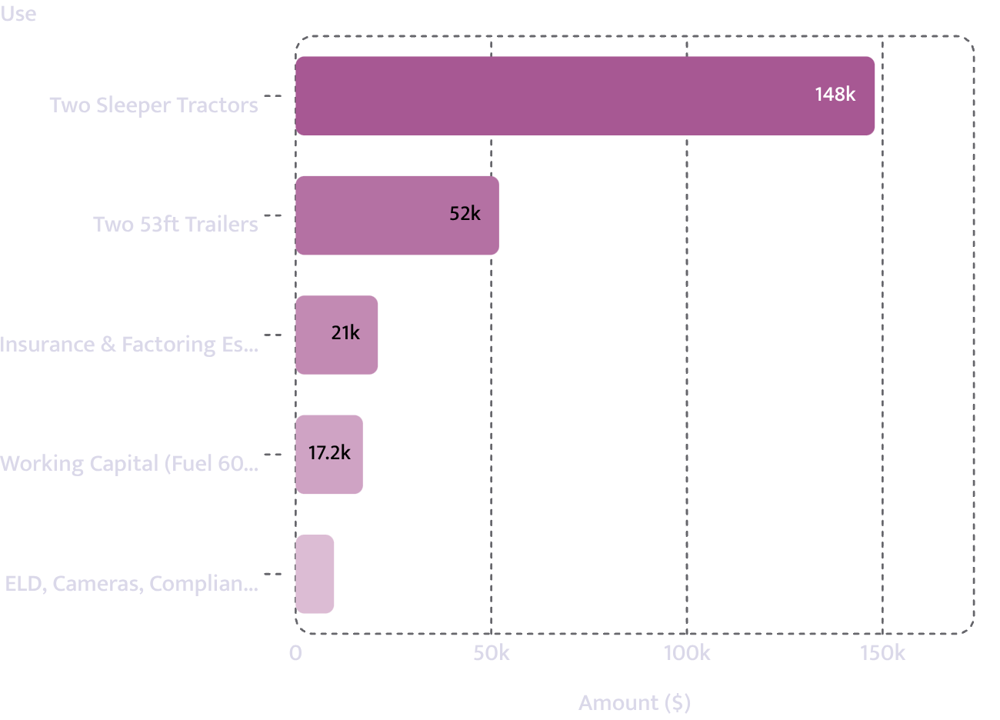 Use
Two Sleeper Tractors
148k
Two 53ft Trailers
52k
Insurance & Factoring Es...
21k
Working Capital (Fuel 60...
17.2k
ELD, Cameras, Complian...
0
50k
100k
150k
Amount ($)